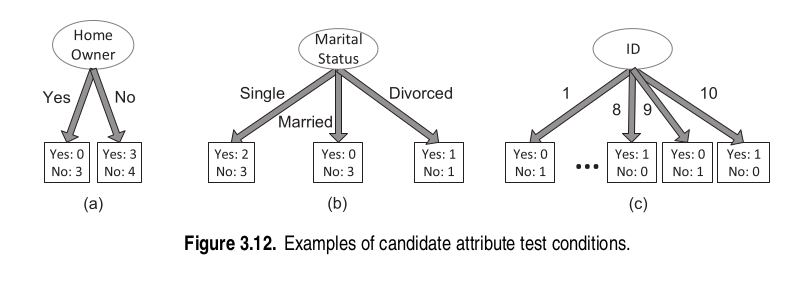 Home
Owner
Yes
No
Yes: 0
No: 3
Yes: 3
No: 4
(a)
Marital
Status
Single
Married
Divorced
Yes: 2
No: 3
Yes: 0
No: 3
Yes: 1
No: 1
(b)
ID
1
8
9
10
Yes: 0
No: 1
...
Yes: 1
No: 0
Yes: 0
No: 1
Yes: 1
No: 0
(c)
Figure 3.12. Examples of candidate attribute test conditions.